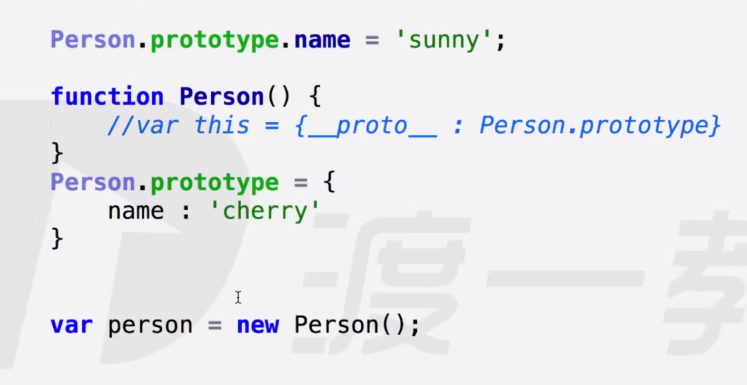 Person.prototype.name = 'sunny';
function Person() {
    //var this = {__proto__ : Person.prototype}
}
Person.prototype = {
    name : 'cherry'
}
var person = new Person();
渡一教